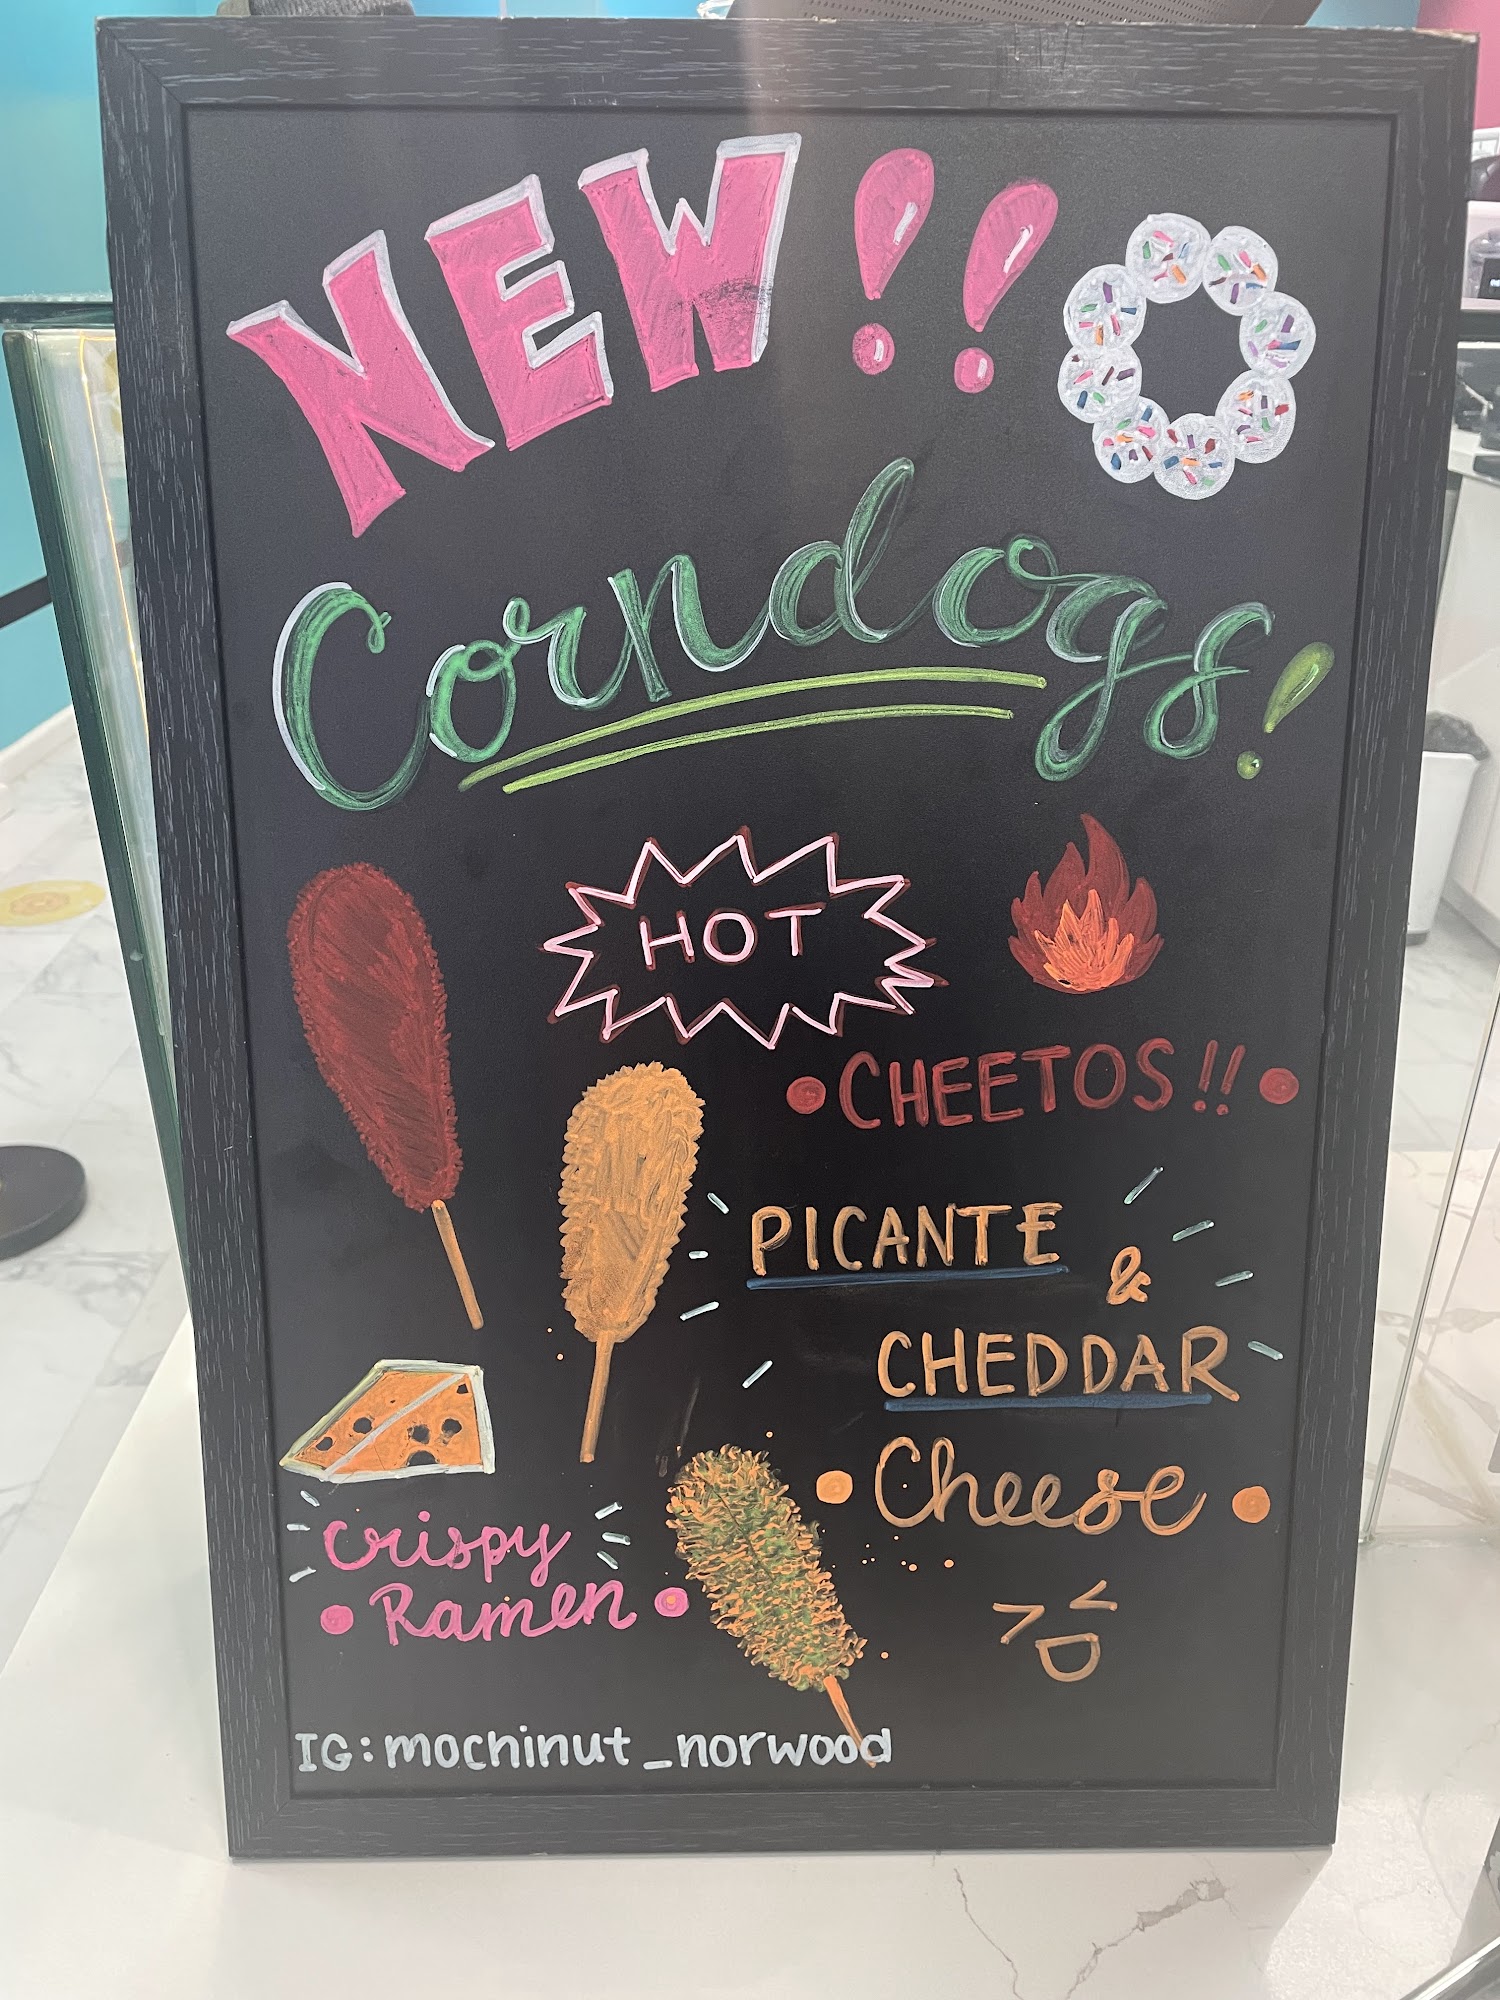 NEW!!
Corndogs!
HOT
CHEETOS!!
PICANTE
&
CHEDDAR
Cheese
Crispy
Ramen
IG: mochinut_norwood